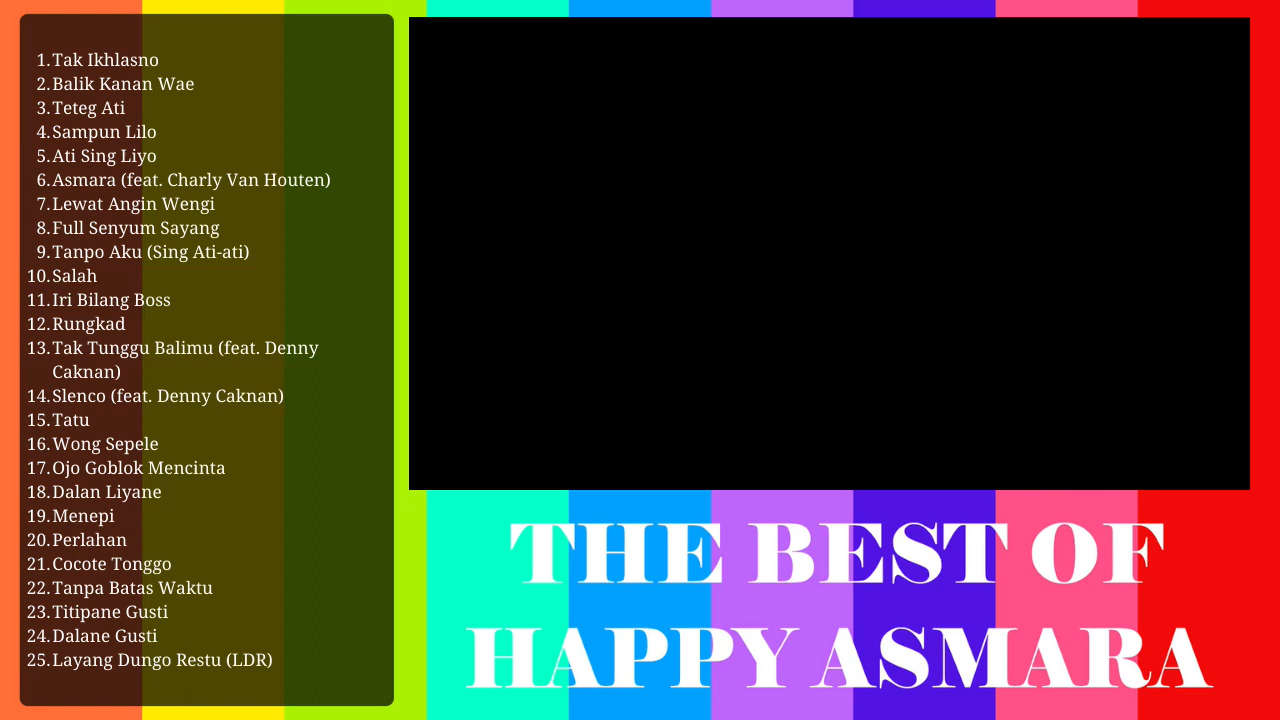 1. Tak Ikhlasno
2. Balik Kanan Wae
3. Teteg Ati
4. Sampun Lilo
5. Ati Sing Liyo
6. Asmara (feat. Charly Van Houten)
7. Lewat Angin Wengi
8. Full Senyum Sayang
9. Tanpo Aku (Sing Ati-ati)
10. Salah
11. Iri Bilang Boss
12. Rungkad
13. Tak Tunggu Balimu (feat. Denny
Caknan)
14. Slenco (feat. Denny Caknan)
15. Tatu
16. Wong Sepele
17. Ojo Goblok Mencinta
18. Dalan Liyane
19. Menepi
20. Perlahan
21. Cocote Tonggo
22. Tanpa Batas Waktu
23. Titipane Gusti
24. Dalane Gusti
25. Layang Dungo Restu (LDR)
THE BEST OF
HAPPY ASMARA